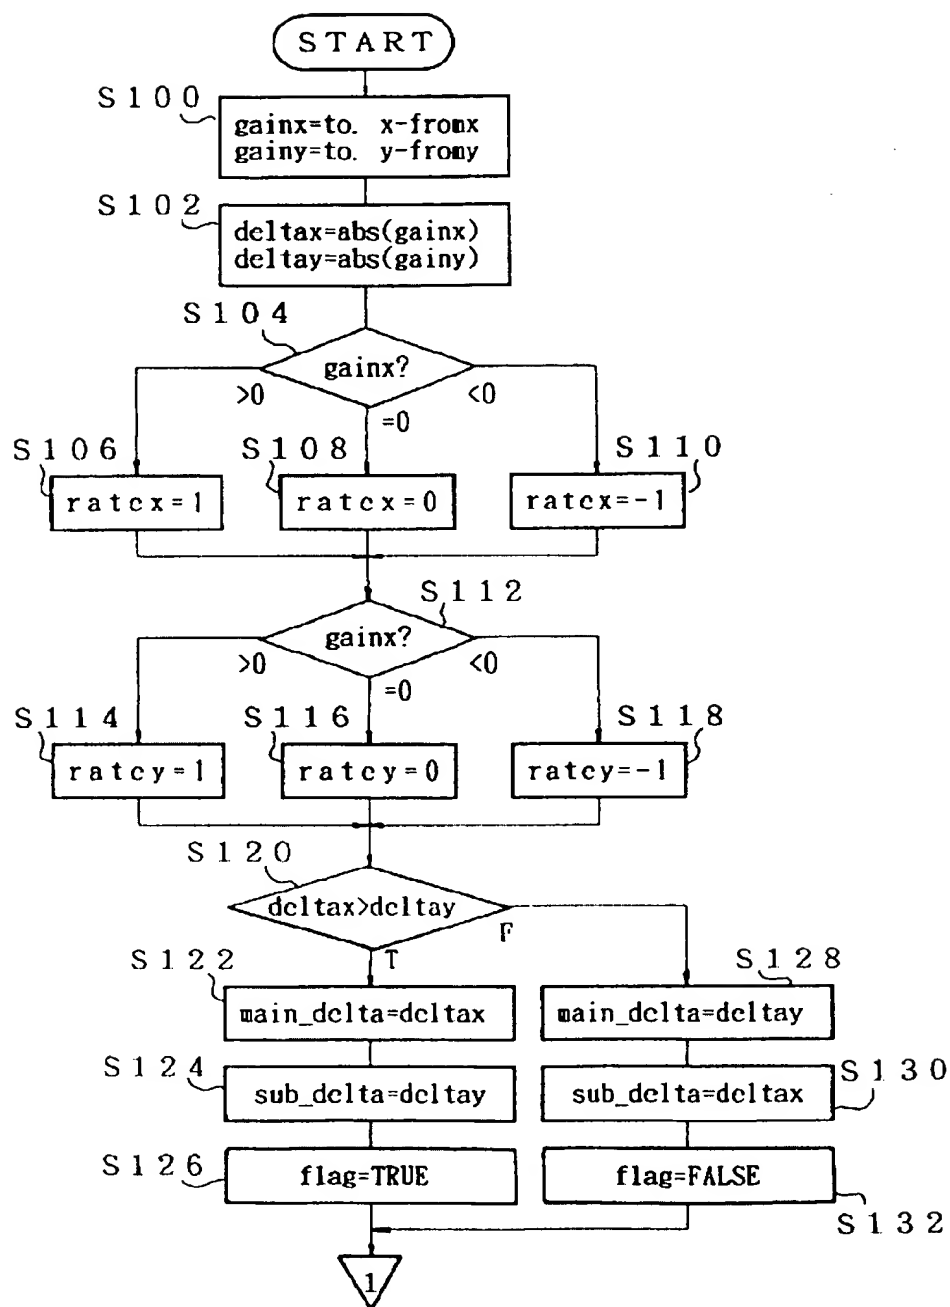 START
S100
gainx=to. x-fromx
gainy=to. y-fromy
S102
deltax=abs(gainx)
deltay=abs(gainy)
S104
gainx?
>0
=0
<0
S106
S108
S110
ratex=1
ratex=0
ratex=-1
S112
gainx?
>0
=0
<0
S114
S116
S118
ratey=1
ratey=0
ratey=-1
S120
deltax>deltay
T
F
S122
S128
main_delta=deltax
main_delta=deltay
S124
S130
sub_delta=deltay
sub_delta=deltax
S126
flag=TRUE
flag=FALSE
S132
1